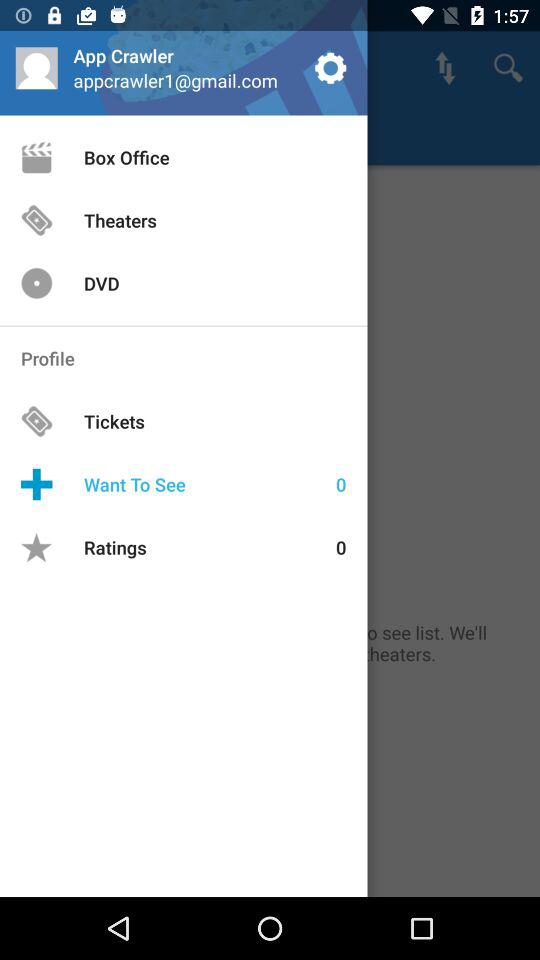 1:57
App Crawler
appcrawler1@gmail.com
Box Office
Theaters
DVD
Profile
Tickets
Want To See 0
Ratings 0
see list. We'll
theaters.